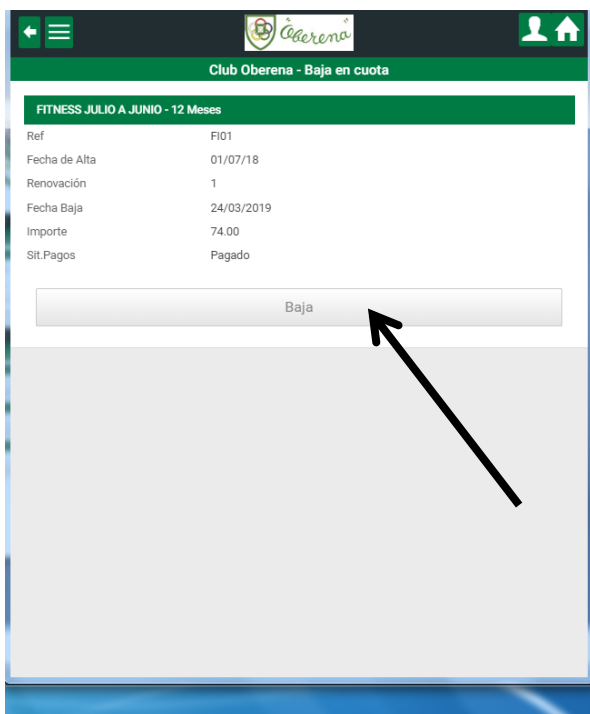 Oberena
Club Oberena - Baja en cuota
FITNESS JULIO A JUNIO - 12 Meses
Ref FI01
Fecha de Alta 01/07/18
Renovación 1
Fecha Baja 24/03/2019
Importe 74.00
Sit.Pagos Pagado
Baja